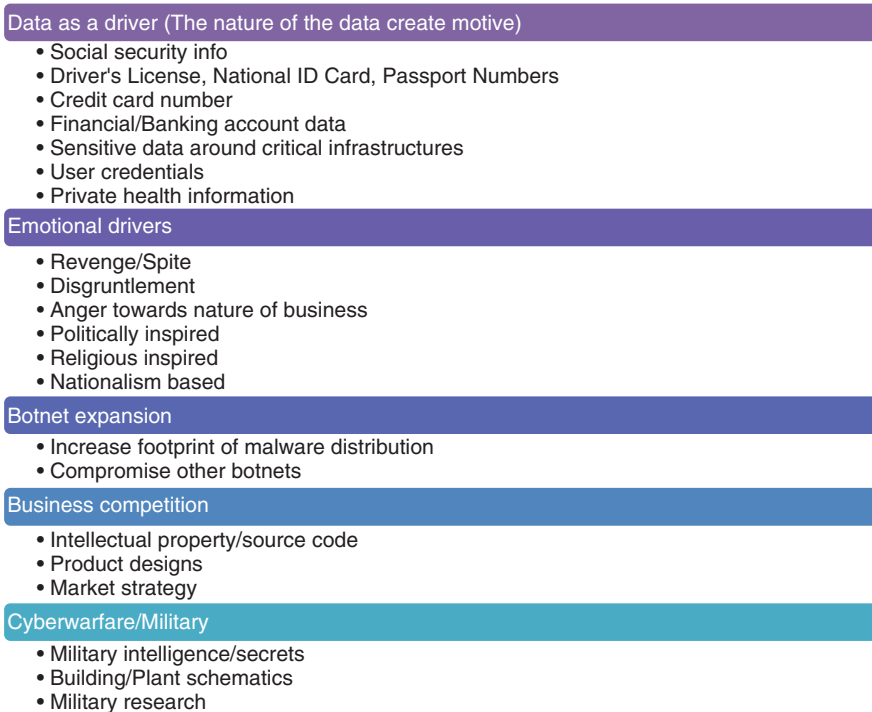 Data as a driver (The nature of the data create motive)
• Social security info
• Driver's License, National ID Card, Passport Numbers
• Credit card number
• Financial/Banking account data
• Sensitive data around critical infrastructures
• User credentials
• Private health information
Emotional drivers
• Revenge/Spite
• Disgruntlement
• Anger towards nature of business
• Politically inspired
• Religious inspired
• Nationalism based
Botnet expansion
• Increase footprint of malware distribution
• Compromise other botnets
Business competition
• Intellectual property/source code
• Product designs
• Market strategy
Cyberwarfare/Military
• Military intelligence/secrets
• Building/Plant schematics
• Military research